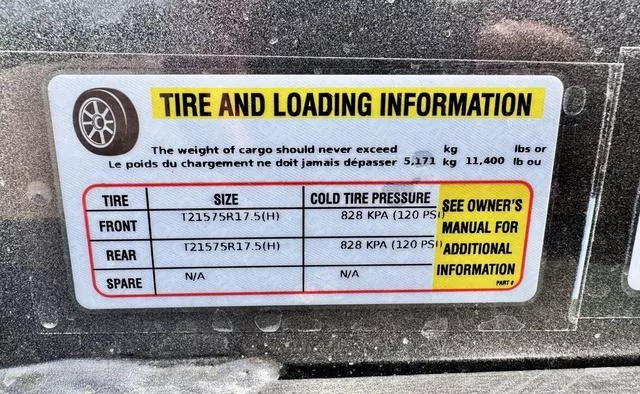 TIRE AND LOADING INFORMATION
The weight of cargo should never exceed kg lbs or
Le poids du chargement ne doit jamais dépasser 5,171 kg 11,400 lb ou
TIRE SIZE COLD TIRE PRESSURE
FRONT T21575R17.5(H) 828 KPA (120 PSI)
REAR T21575R17.5(H) 828 KPA (120 PSI)
SPARE N/A N/A
SEE OWNER'S
MANUAL FOR
ADDITIONAL
INFORMATION
PART #